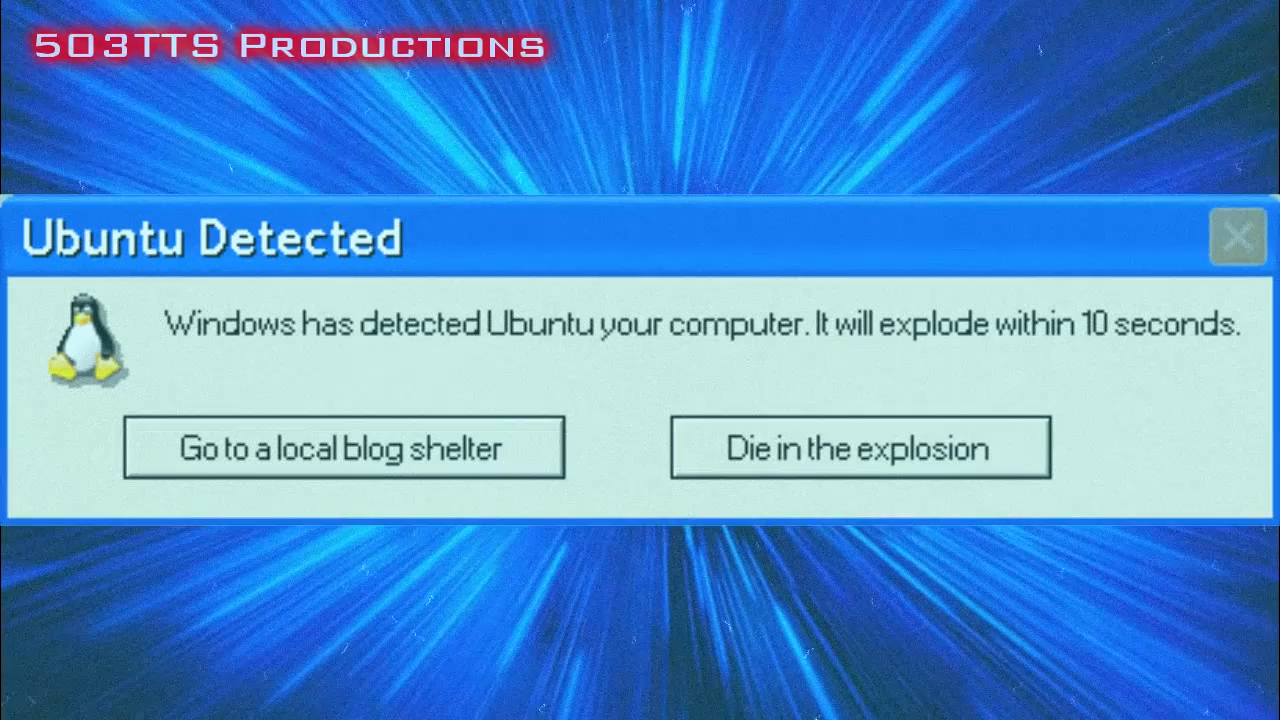 503TTS Productions
Ubuntu Detected
Windows has detected Ubuntu your computer. It will explode within 10 seconds.
Go to a local blog shelter
Die in the explosion